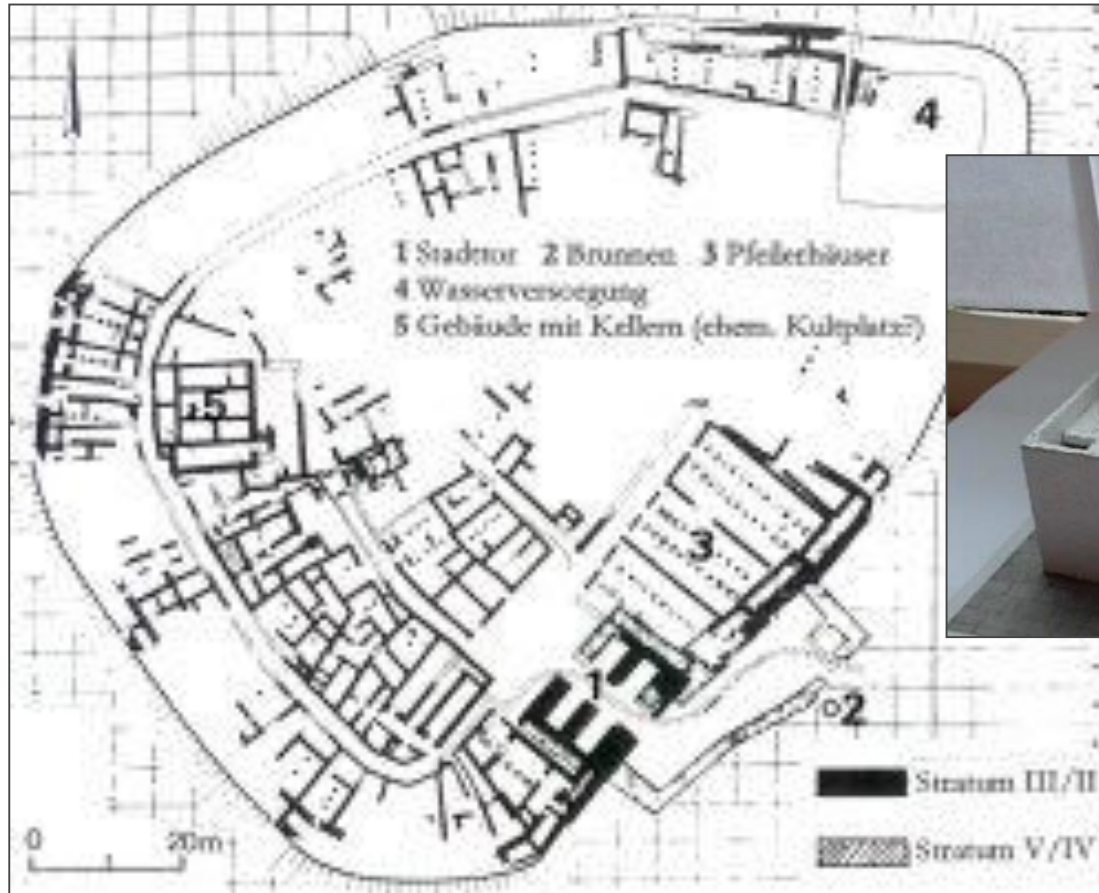 4
1 Stadttor 2 Brunnen 3 Pfeilerhäuser
4 Wasserversorgung
5 Gebäude mit Kellern (ehem. Kultplatz?)
5
3
1
2
Stratum III/II
0 20m
Stratum V/IV